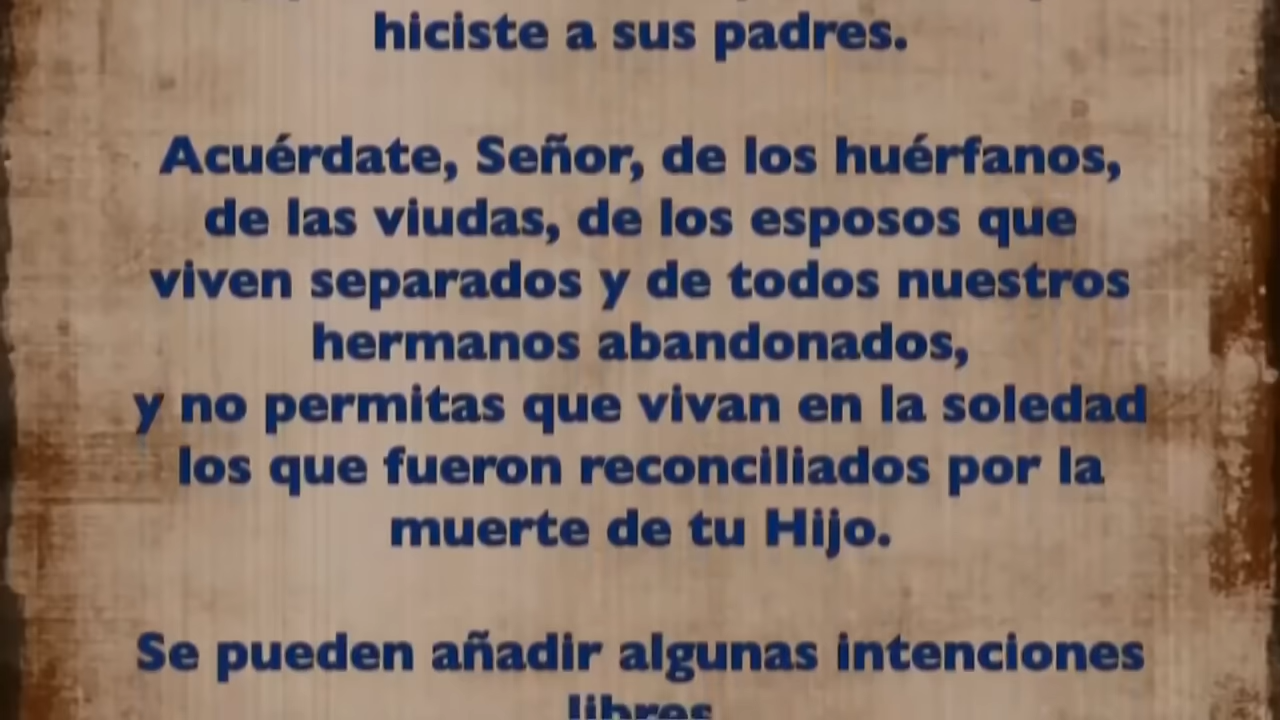 hiciste a sus padres.
Acuérdate, Señor, de los huérfanos,
de las viudas, de los esposos que
viven separados y de todos nuestros
hermanos abandonados,
y no permitas que vivan en la soledad
los que fueron reconciliados por la
muerte de tu Hijo.
Se pueden añadir algunas intenciones
libres